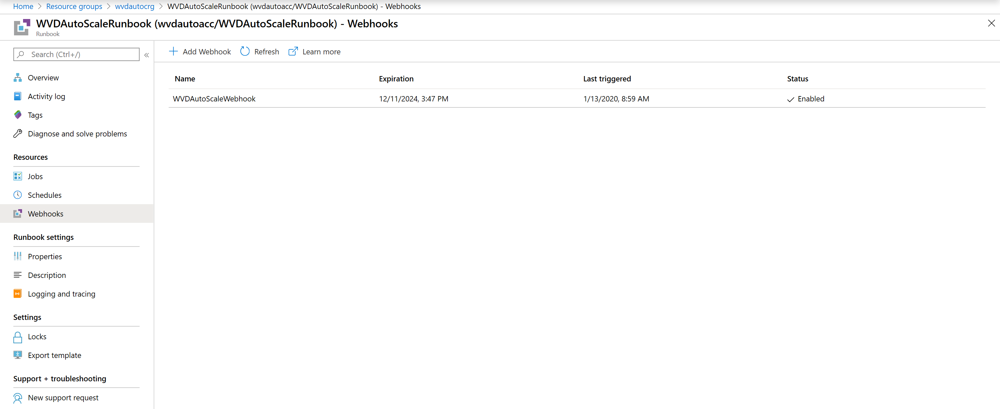 Home > Resource groups > wvdautocrg > WVDAutoScaleRunbook (wvdautoacc/WVDAutoScaleRunbook) - Webhooks
WVDAutoScaleRunbook (wvdautoacc/WVDAutoScaleRunbook) - Webhooks
Runbook
Search (Ctrl+/)
«
Overview
Activity log
Tags
Diagnose and solve problems
Resources
Jobs
Schedules
Webhooks
Runbook settings
Properties
Description
Logging and tracing
Settings
Locks
Export template
Support + troubleshooting
New support request
Add Webhook Refresh Learn more
Name Expiration Last triggered Status
WVDAutoScaleWebhook 12/11/2024, 3:47 PM 1/13/2020, 8:59 AM Enabled